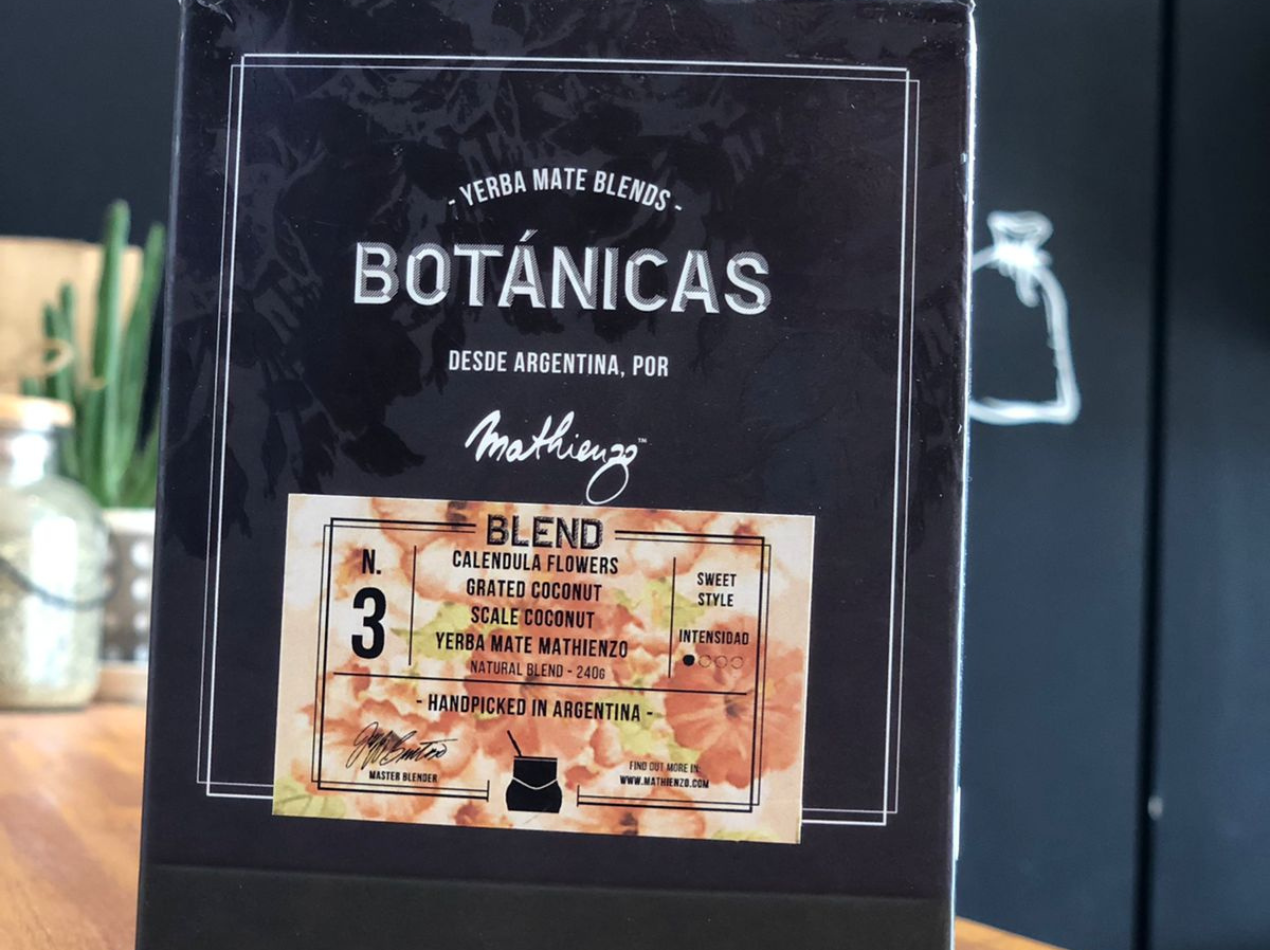 - YERBA MATE BLENDS -
BOTÁNICAS
DESDE ARGENTINA, POR
Mathienzo™
BLEND
N.
3
CALENDULA FLOWERS
GRATED COCONUT
SCALE COCONUT
YERBA MATE MATHIENZO
NATURAL BLEND - 240G
SWEET
STYLE
INTENSIDAD
- HANDPICKED IN ARGENTINA -
MASTER BLENDER
FIND OUT MORE IN:
WWW.MATHIENZO.COM